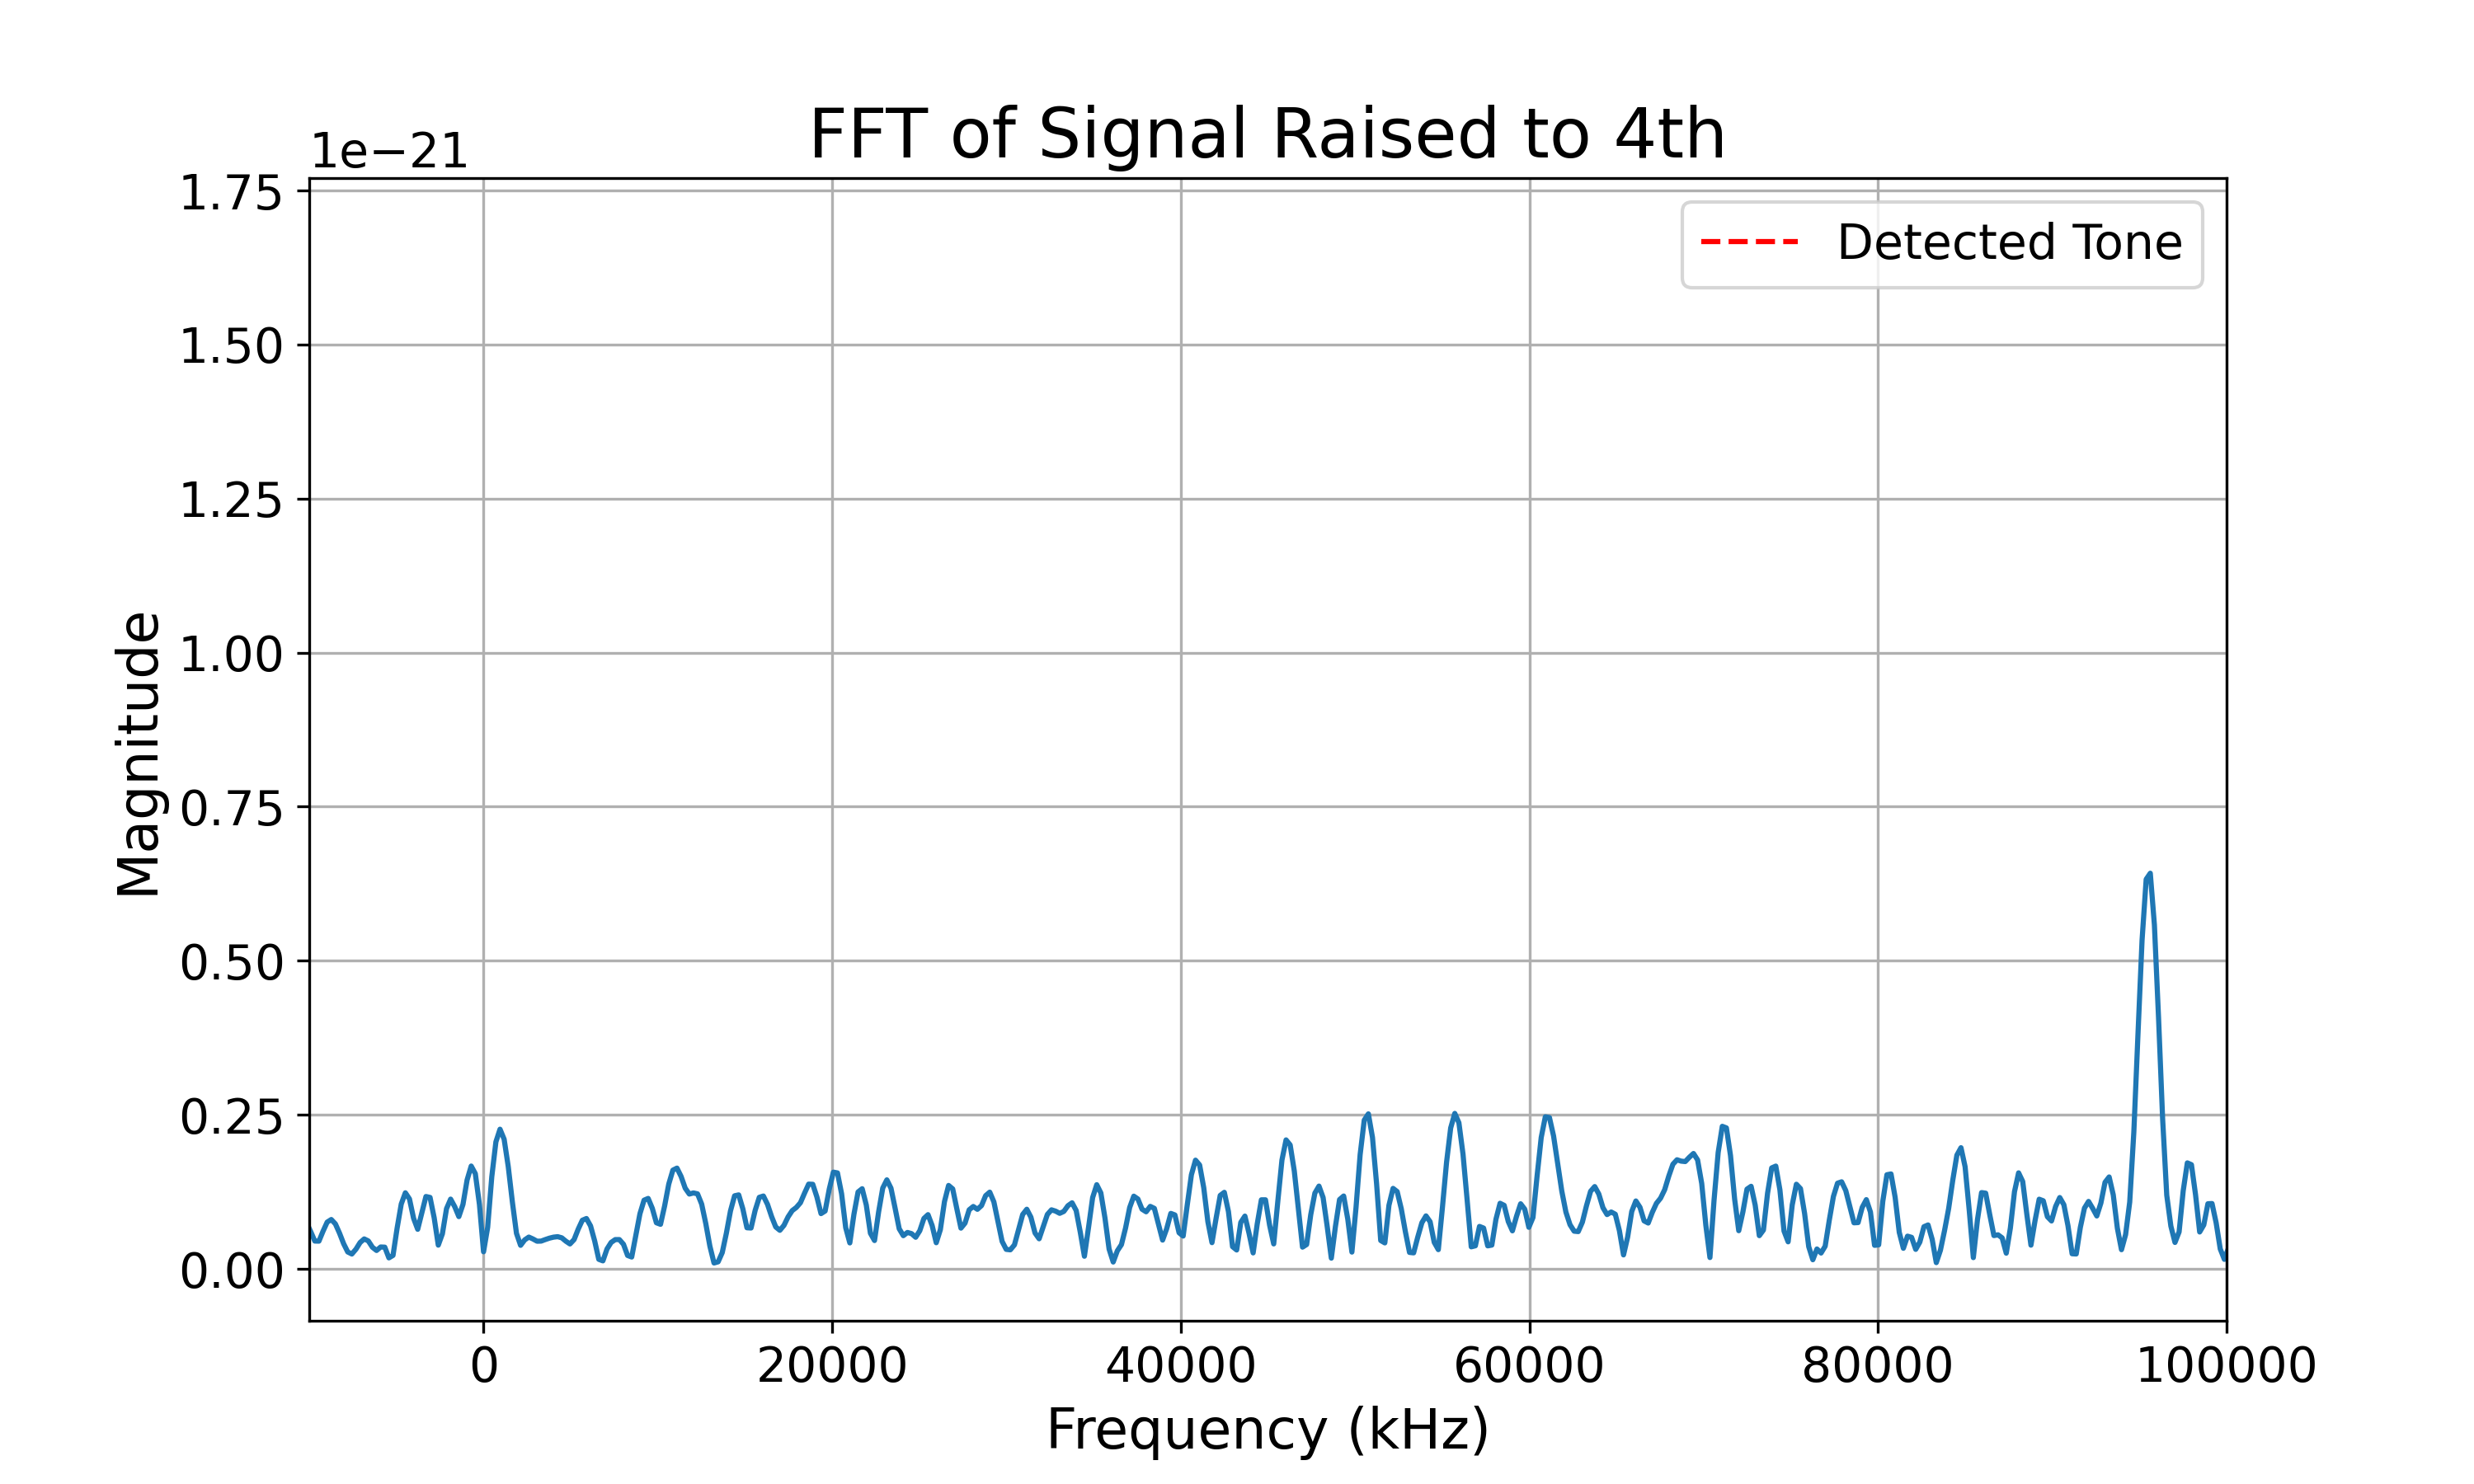 FFT of Signal Raised to 4th
1e−21
1.75
1.50
1.25
1.00
0.75
0.50
0.25
0.00
Magnitude
Detected Tone
0 20000 40000 60000 80000 100000
Frequency (kHz)